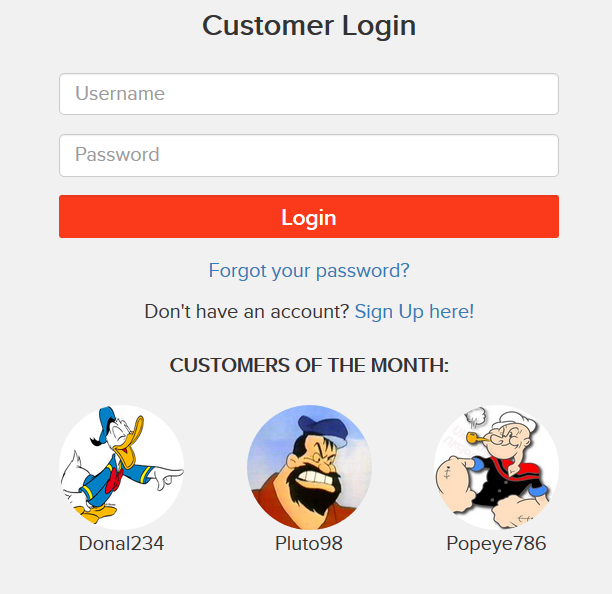 Customer Login
Username
Password
Login
Forgot your password?
Don't have an account? Sign Up here!
CUSTOMERS OF THE MONTH:
Donal234 Pluto98 Popeye786